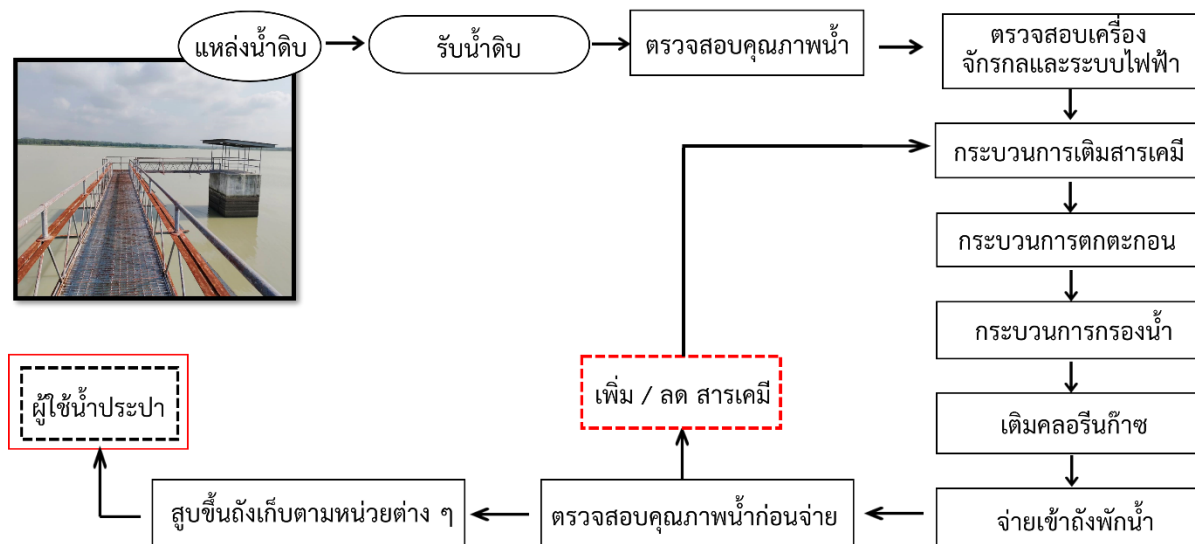 แหล่งน้ำดิบ
รับน้ำดิบ
ตรวจสอบคุณภาพน้ำ
ตรวจสอบเครื่อง
จักรกลและระบบไฟฟ้า
กระบวนการเติมสารเคมี
กระบวนการตกตะกอน
กระบวนการกรองน้ำ
เติมคลอรีนก๊าซ
จ่ายเข้าถังพักน้ำ
ตรวจสอบคุณภาพน้ำก่อนจ่าย
เพิ่ม / ลด สารเคมี
สูบขึ้นถังเก็บตามหน่วยต่าง ๆ
ผู้ใช้น้ำประปา